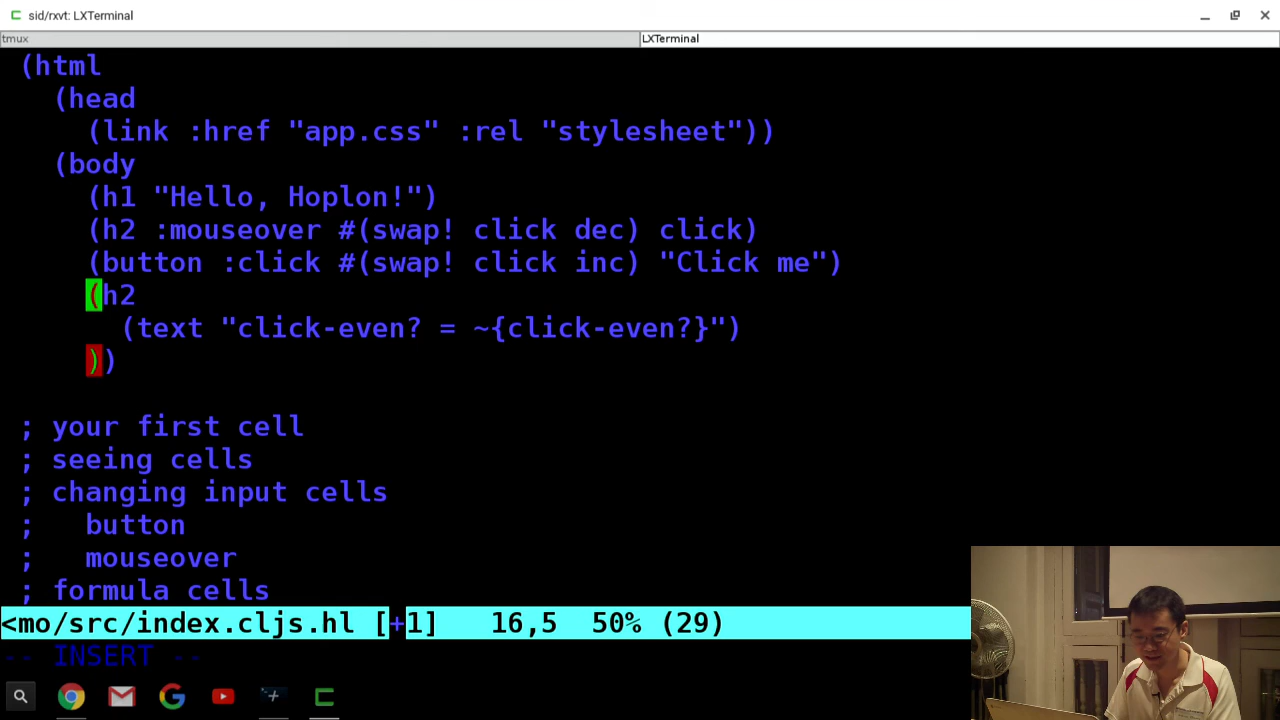 sid/rxvt: LXTerminal
tmux
LXTerminal
(html
(head
(link :href "app.css" :rel "stylesheet"))
(body
(h1 "Hello, Hoplon!")
(h2 :mouseover #(swap! click dec) click)
(button :click #(swap! click inc) "Click me")
(h2
(text "click-even? = ~{click-even?}")
))
; your first cell
; seeing cells
; changing input cells
;   button
;   mouseover
; formula cells
<mo/src/index.cljs.hl [+1]   16,5  50% (29)
-- INSERT --